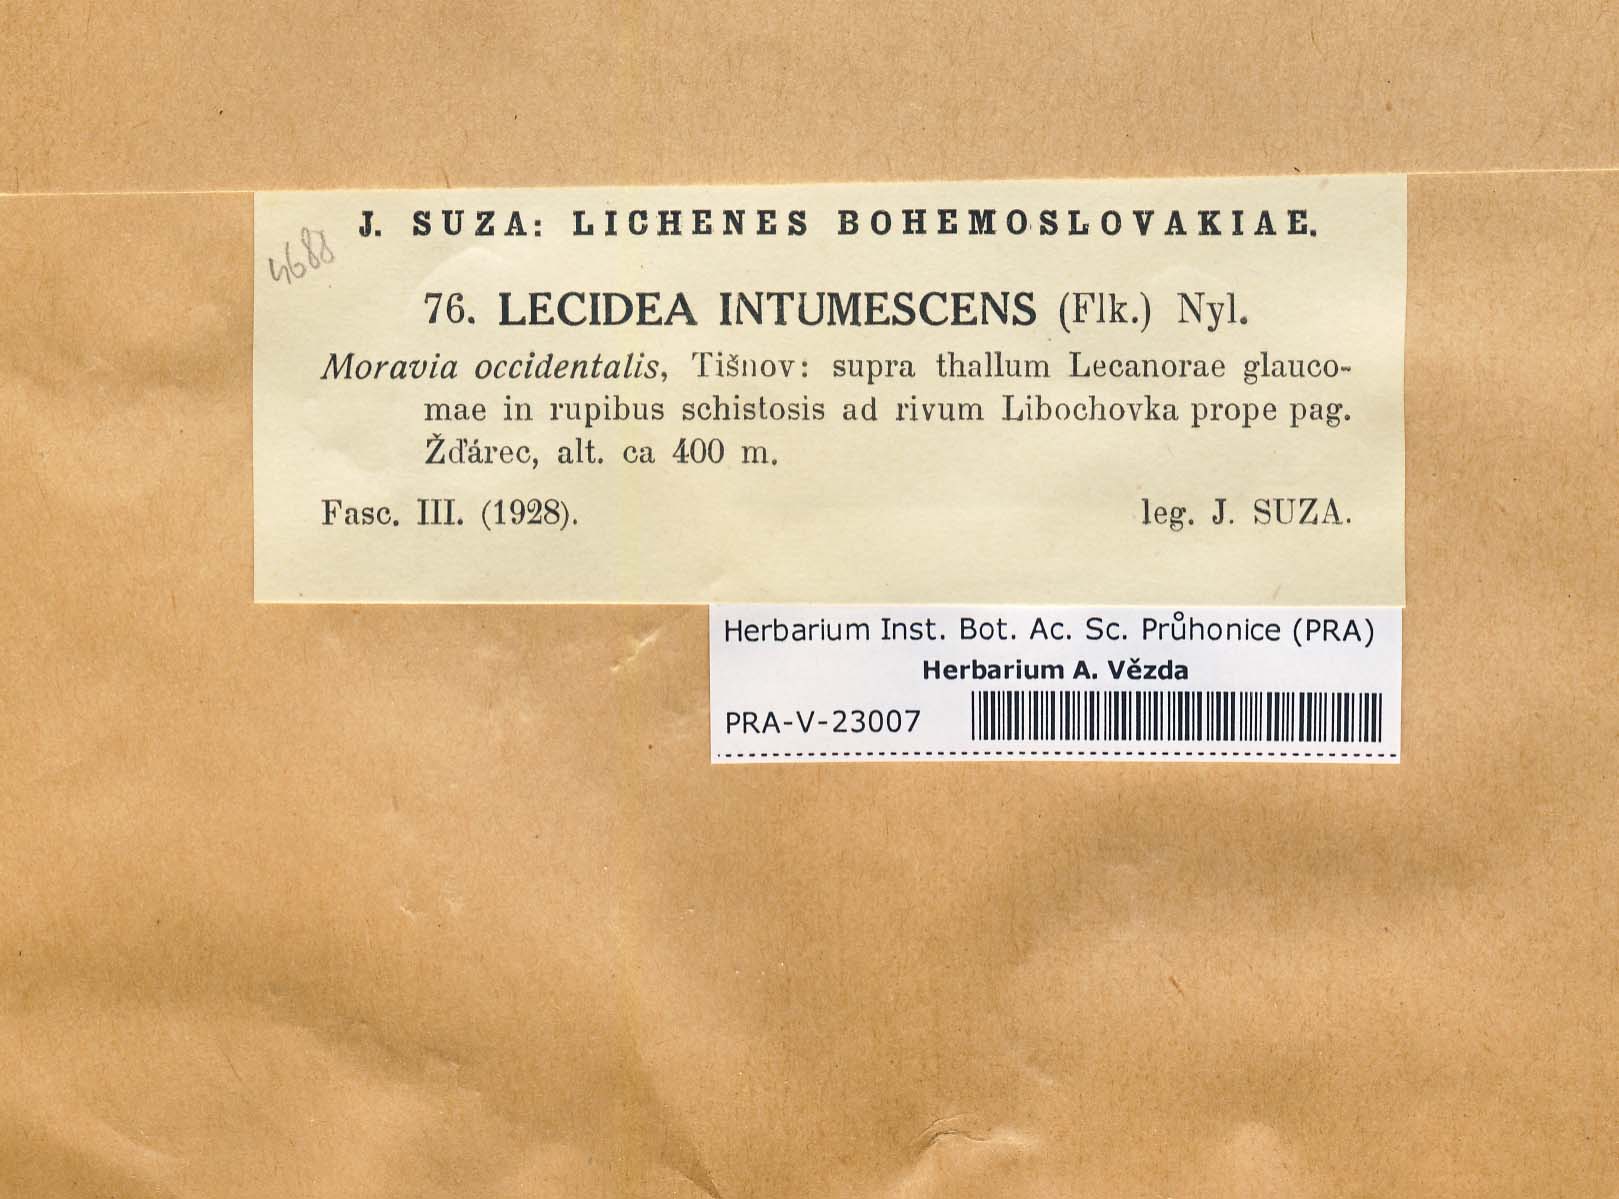 J. SUZA: LICHENES BOHEMOSLOVAKIAE.
4688
76. LECIDEA INTUMESCENS (Flk.) Nyl.
Moravia occidentalis, Tišnov: supra thallum Lecanorae glauco-
mae in rupibus schistosis ad rivum Libochovka prope pag.
Žďárec, alt. ca 400 m.
Fasc. III. (1928). leg. J. SUZA.
Herbarium Inst. Bot. Ac. Sc. Průhonice (PRA)
Herbarium A. Vězda
PRA-V-23007